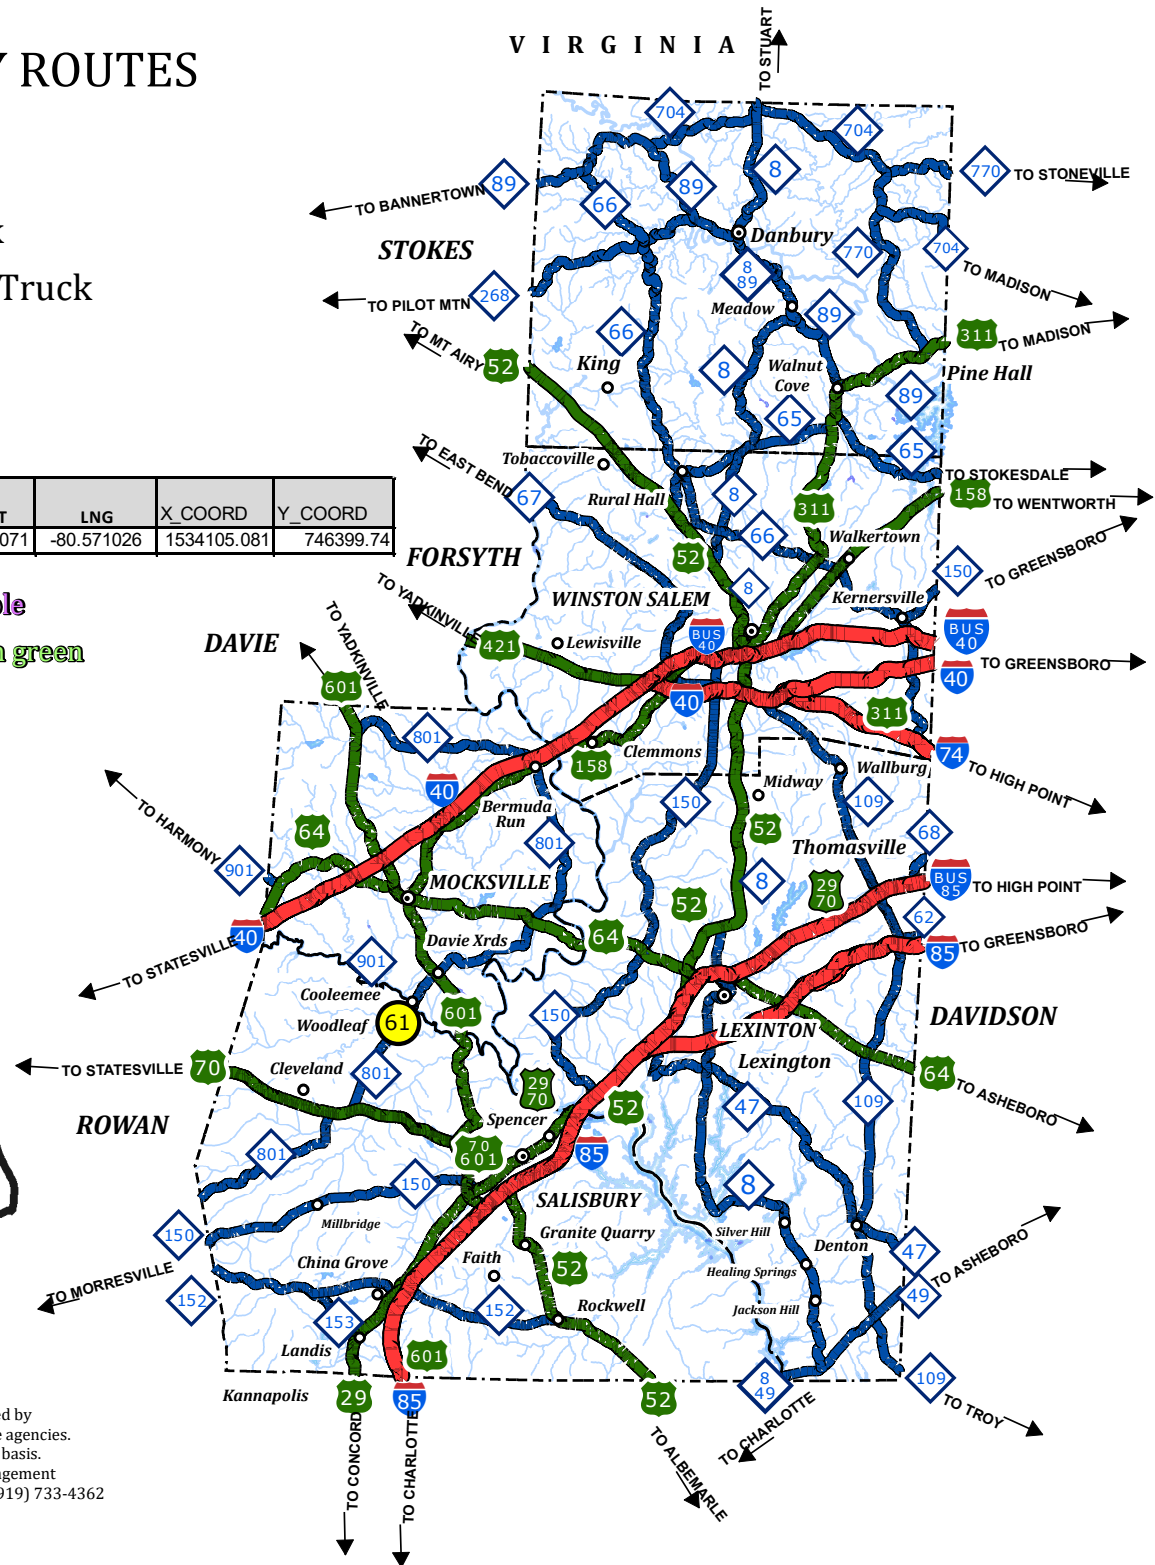 VIRGINIA
TO STUART
Y ROUTES
704
704
8
770
TO STONEVILLE
89
TO BANNERTOWN
89
66
STOKES
Danbury
770
704
TO MADISON
Truck
8
89
268
TO PILOT MTN
Meadow
89
66
TO MT AIRY
311
TO MADISON
52
King
8
Walnut
Cove
Pine Hall
89
65
65
TO EAST BEND
Tobaccoville
TO STOKESDALE
67
Rural Hall
8
158
TO WENTWORTH
311
T
LNG
X_COORD
Y_COORD
071
-80.571026
1534105.081
746399.74
66
Walkertown
FORSYTH
52
150
TO GREENSBORO
TO YADKINVILLE
8
Kernersville
WINSTON SALEM
ple
n green
DAVIE
TO YADKINVILLE
421
Lewisville
BUS
40
BUS
40
TO GREENSBORO
40
601
40
311
801
Clemmons
74
TO HIGH POINT
158
Wallburg
40
Midway
TO HARMONY
Bermuda
Run
150
109
64
52
68
801
Thomasville
901
MOCKSVILLE
8
29
70
BUS
85
TO HIGH POINT
52
62
40
64
TO GREENSBORO
85
TO STATESVILLE
Davie Xrds
901
Cooleemee
601
150
Woodleaf
61
LEXINTON
DAVIDSON
Lexington
TO STATESVILLE
70
Cleveland
801
64
TO ASHEBORO
29
70
52
47
109
ROWAN
Spencer
801
70
601
85
150
SALISBURY
8
Millbridge
150
Granite Quarry
Silver Hill
Denton
47
TO ASHEBORO
China Grove
Faith
52
Healing Springs
TO MORRESVILLE
152
153
152
Rockwell
Jackson Hill
49
Landis
601
Kannapolis
29
85
52
8
49
109
TO TROY
TO CHARLOTTE
TO ALBEMARLE
TO CONCORD
TO CHARLOTTE
ed by
e agencies.
basis.
agement
919) 733-4362